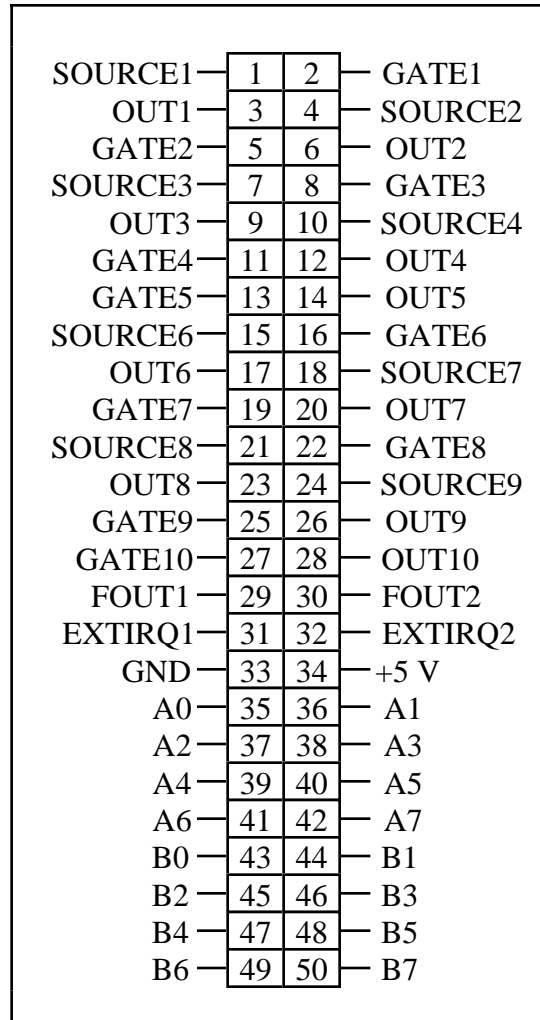 SOURCE1 1 2 GATE1
OUT1 3 4 SOURCE2
GATE2 5 6 OUT2
SOURCE3 7 8 GATE3
OUT3 9 10 SOURCE4
GATE4 11 12 OUT4
GATE5 13 14 OUT5
SOURCE6 15 16 GATE6
OUT6 17 18 SOURCE7
GATE7 19 20 OUT7
SOURCE8 21 22 GATE8
OUT8 23 24 SOURCE9
GATE9 25 26 OUT9
GATE10 27 28 OUT10
FOUT1 29 30 FOUT2
EXTIRQ1 31 32 EXTIRQ2
GND 33 34 +5 V
A0 35 36 A1
A2 37 38 A3
A4 39 40 A5
A6 41 42 A7
B0 43 44 B1
B2 45 46 B3
B4 47 48 B5
B6 49 50 B7